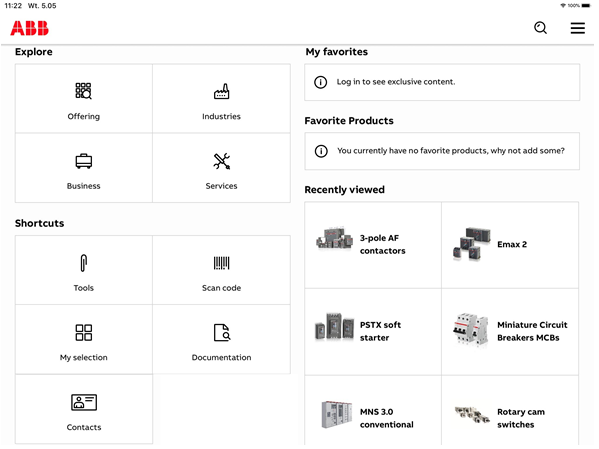 11:22 Wt. 5.05 100%
ABB
Explore
Offering
Industries
Business
Services
Shortcuts
Tools
Scan code
My selection
Documentation
Contacts
My favorites
Log in to see exclusive content.
Favorite Products
You currently have no favorite products, why not add some?
Recently viewed
3-pole AF
contactors
Emax 2
PSTX soft
starter
Miniature Circuit
Breakers MCBs
MNS 3.0
conventional
Rotary cam
switches